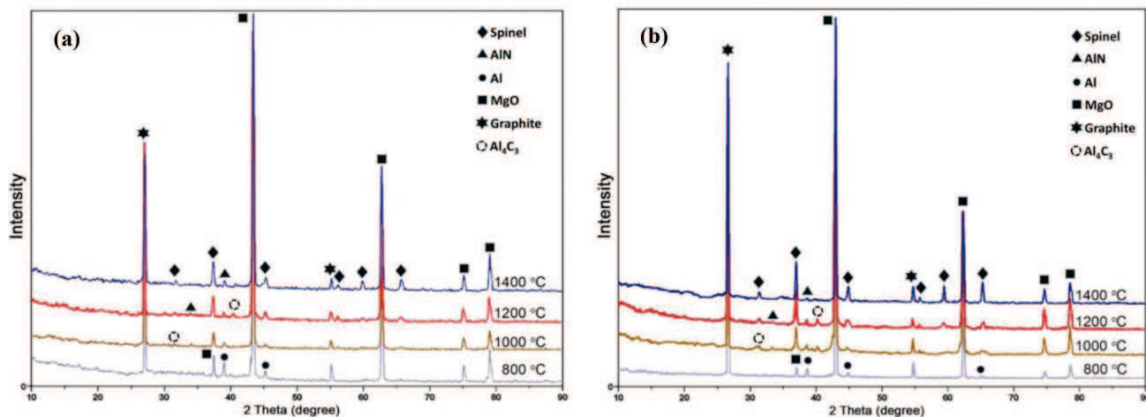 (a)
Spinel
AlN
Al
MgO
Graphite
Al₄C₃
Intensity
1400 °C
1200 °C
1000 °C
800 °C
10 20 30 40 50 60 70 80 90
2 Theta (degree)
(b)
Spinel
AlN
Al
MgO
Graphite
Al₄C₃
Intensity
1400 °C
1200 °C
1000 °C
800 °C
10 20 30 40 50 60 70 80
2 Theta (degree)